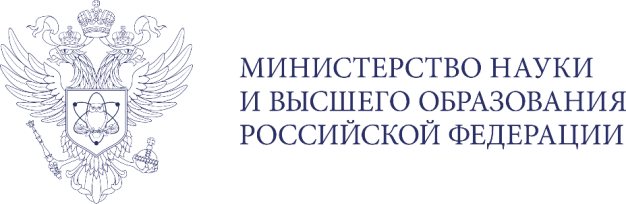 МИНИСТЕРСТВО НАУКИ
И ВЫСШЕГО ОБРАЗОВАНИЯ
РОССИЙСКОЙ ФЕДЕРАЦИИ